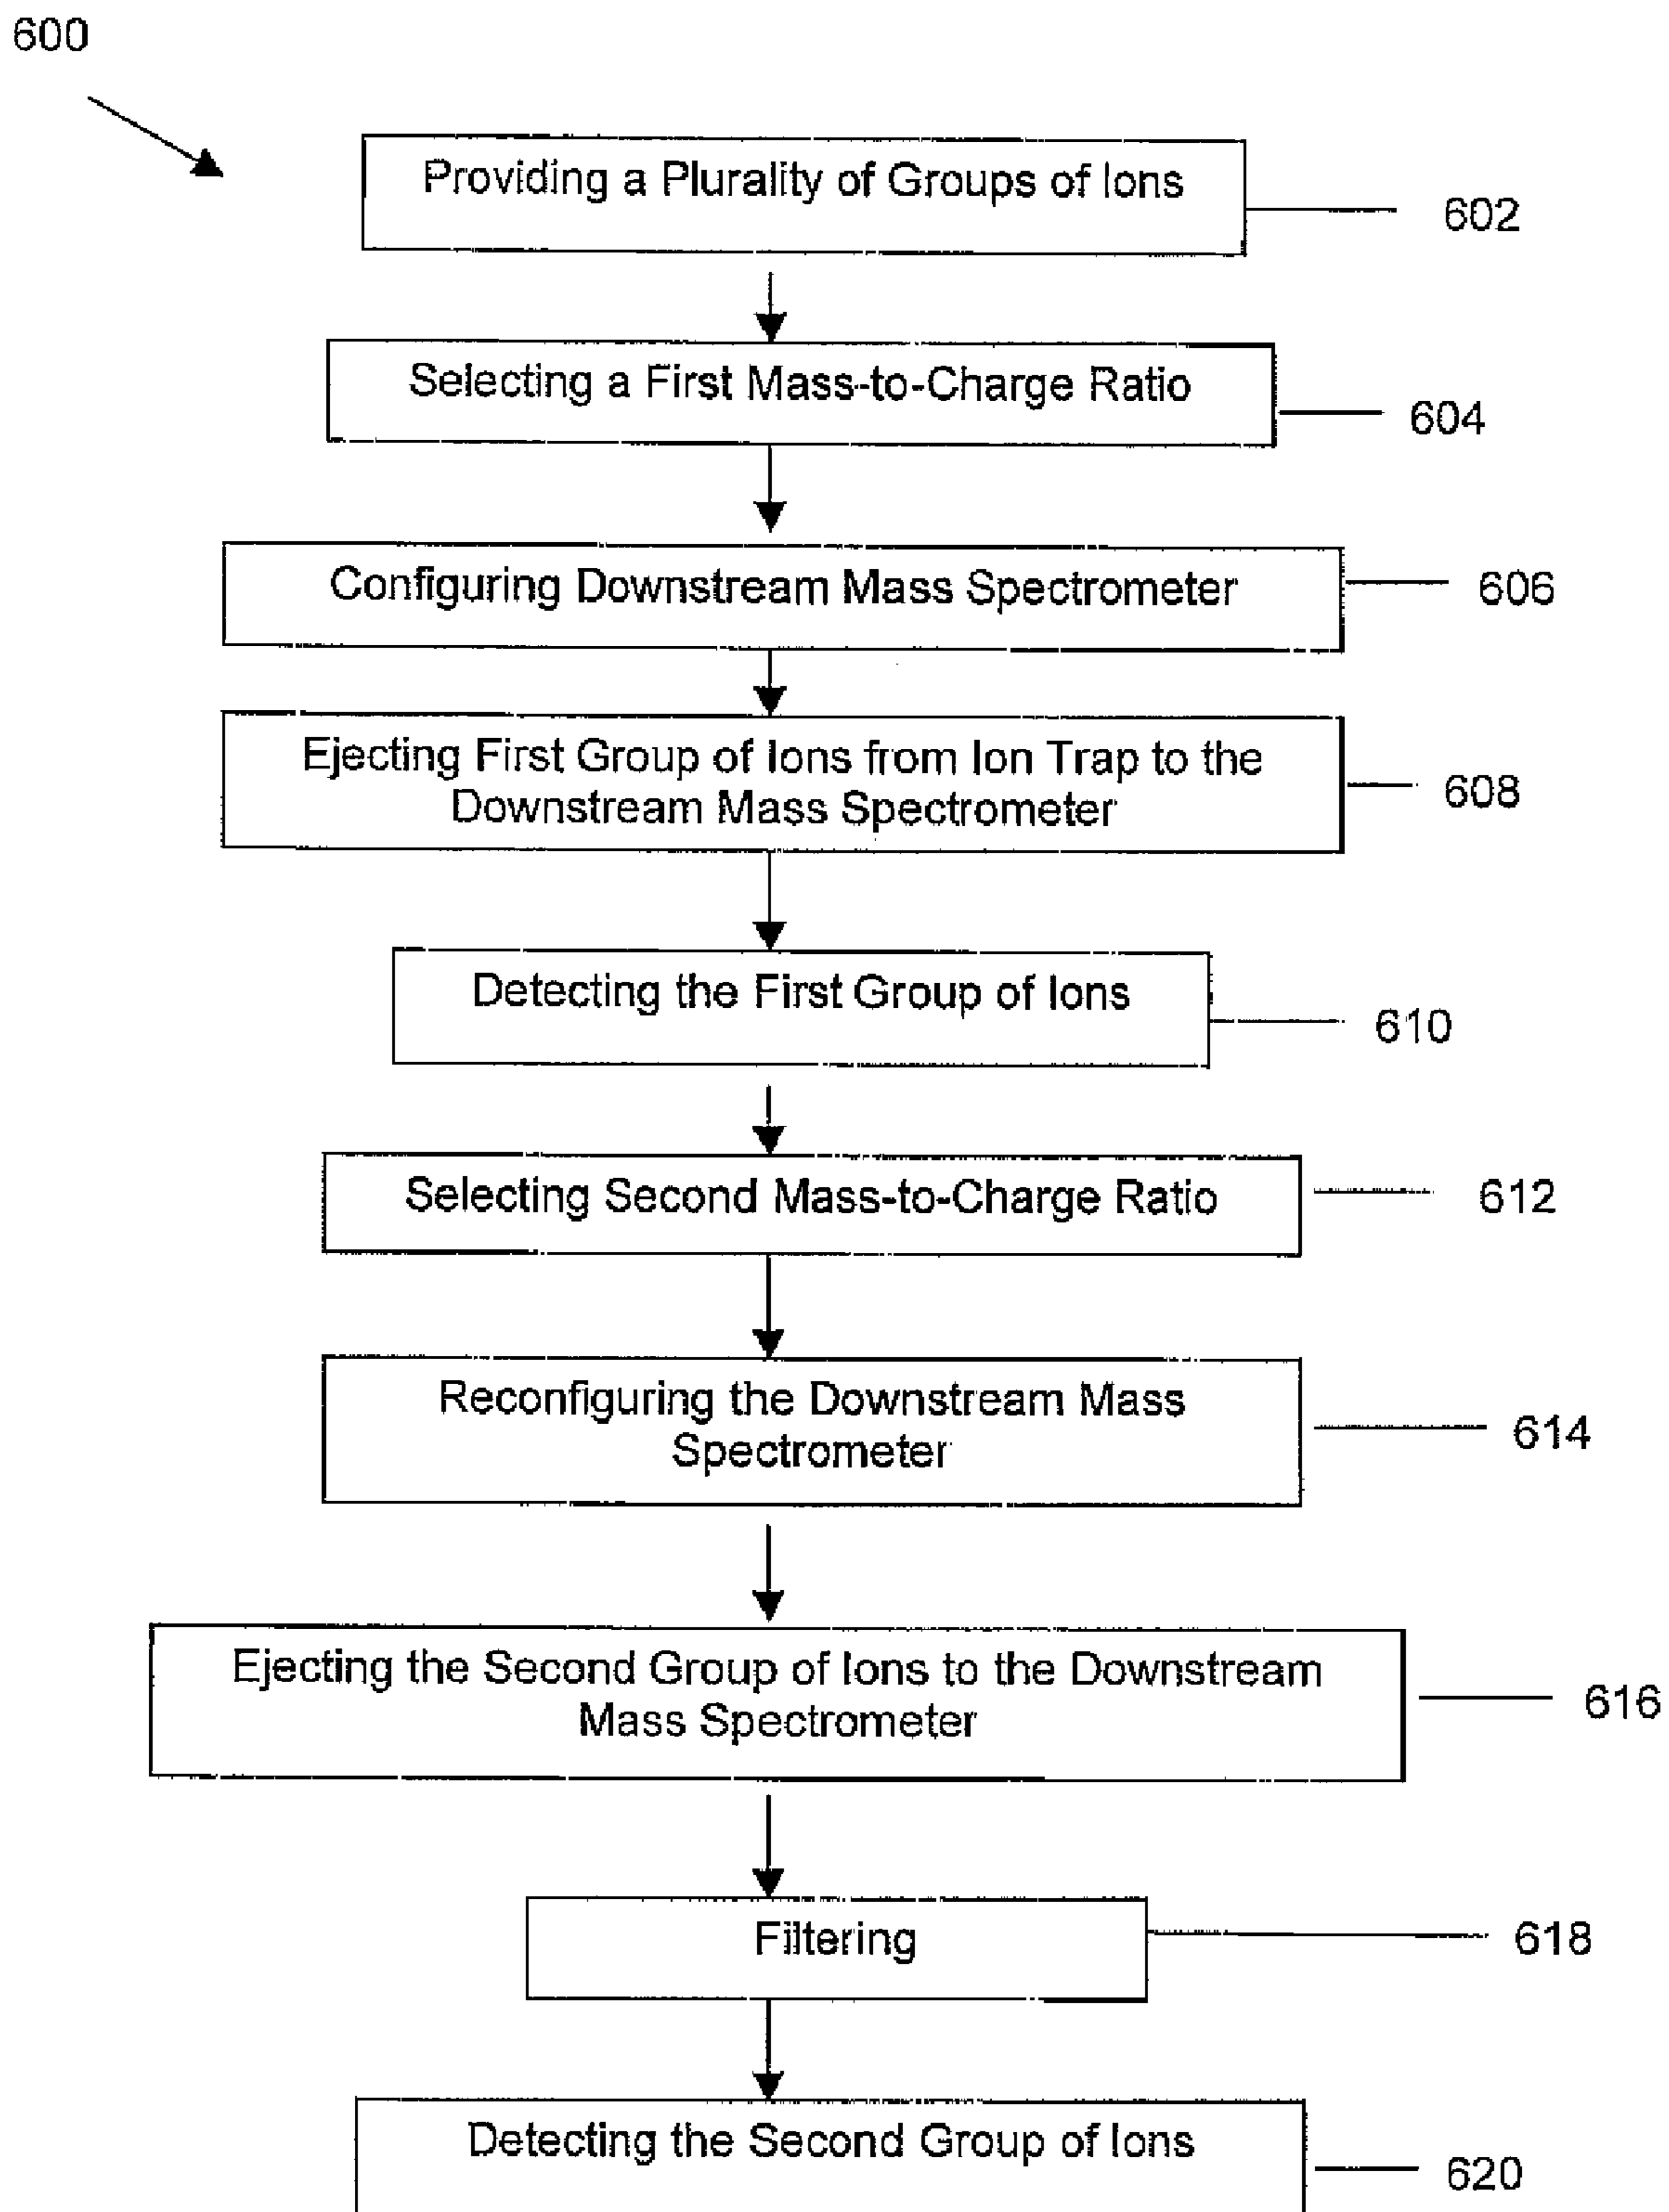 600
Providing a Plurality of Groups of Ions
602
Selecting a First Mass-to-Charge Ratio
604
Configuring Downstream Mass Spectrometer
606
Ejecting First Group of Ions from Ion Trap to the
Downstream Mass Spectrometer
608
Detecting the First Group of Ions
610
Selecting Second Mass-to-Charge Ratio
612
Reconfiguring the Downstream Mass
Spectrometer
614
Ejecting the Second Group of Ions to the Downstream
Mass Spectrometer
616
Filtering
618
Detecting the Second Group of Ions
620